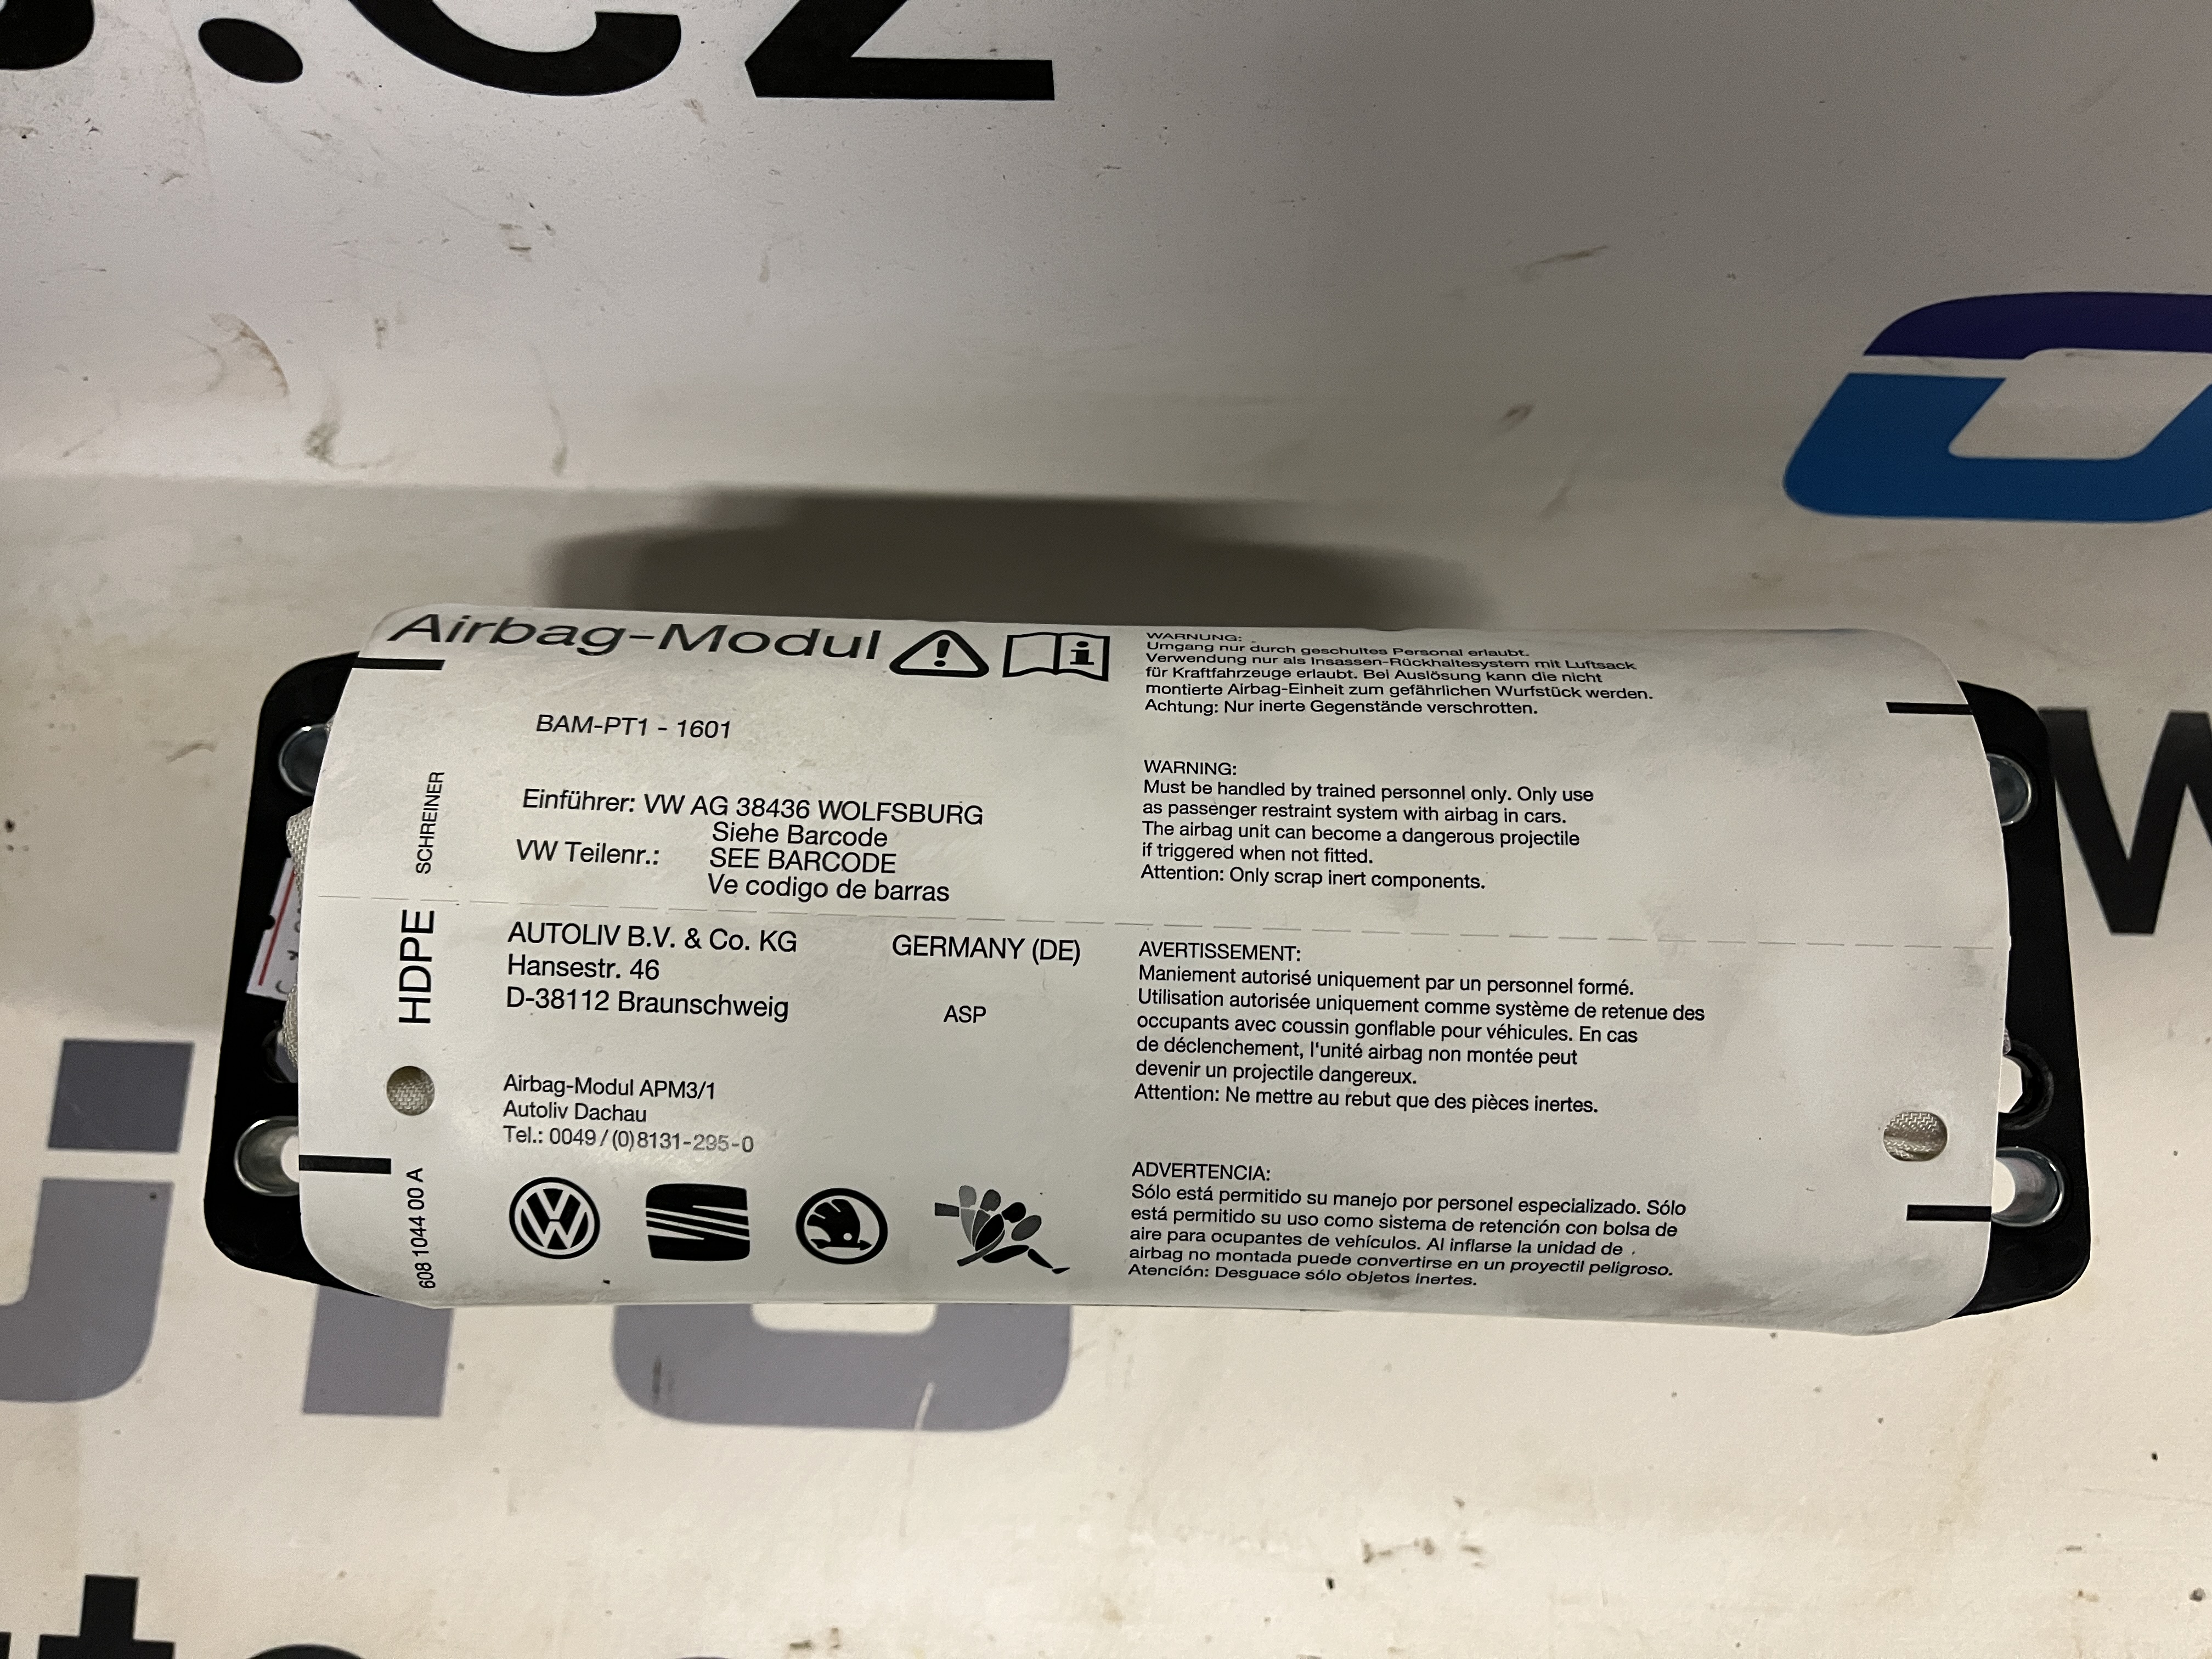 .cz
Airbag-Modul
BAM-PT1 - 1601
Einführer: VW AG 38436 WOLFSBURG
Siehe Barcode
VW Teilenr.: SEE BARCODE
Ve codigo de barras
AUTOLIV B.V. & Co. KG
Hansestr. 46
D-38112 Braunschweig
GERMANY (DE)
ASP
Airbag-Modul APM3/1
Autoliv Dachau
Tel.: 0049/(0)8131-295-0
SCHREINER
HDPE
608 1044 00 A
WARNUNG:
Umgang nur durch geschultes Personal erlaubt.
Verwendung nur als Insassen-Rückhaltesystem mit Luftsack
für Kraftfahrzeuge erlaubt. Bei Auslösung kann die nicht
montierte Airbag-Einheit zum gefährlichen Wurfstück werden.
Achtung: Nur inerte Gegenstände verschrotten.
WARNING:
Must be handled by trained personnel only. Only use
as passenger restraint system with airbag in cars.
The airbag unit can become a dangerous projectile
if triggered when not fitted.
Attention: Only scrap inert components.
AVERTISSEMENT:
Maniement autorisé uniquement par un personnel formé.
Utilisation autorisée uniquement comme système de retenue des
occupants avec coussin gonflable pour véhicules. En cas
de déclenchement, l'unité airbag non montée peut
devenir un projectile dangereux.
Attention: Ne mettre au rebut que des pièces inertes.
ADVERTENCIA:
Sólo está permitido su manejo por personel especializado. Sólo
está permitido su uso como sistema de retención con bolsa de
aire para ocupantes de vehículos. Al inflarse la unidad de
airbag no montada puede convertirse en un proyectil peligroso.
Atención: Desguace sólo objetos inertes.